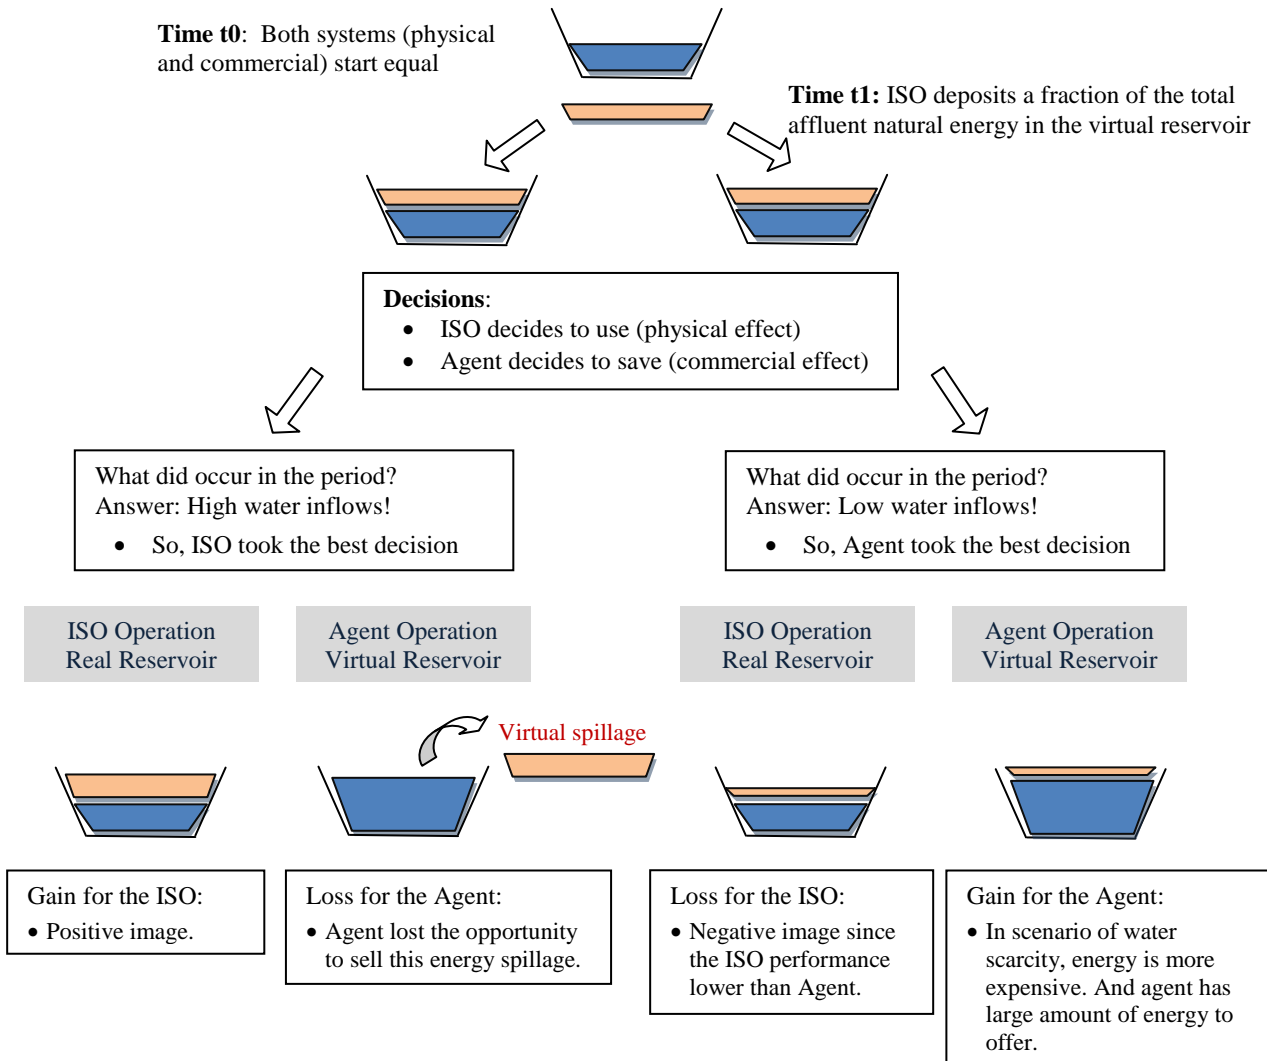 Time t0: Both systems (physical
and commercial) start equal
Time t1: ISO deposits a fraction of the total
affluent natural energy in the virtual reservoir
Decisions:
• ISO decides to use (physical effect)
• Agent decides to save (commercial effect)
What did occur in the period?
Answer: High water inflows!
• So, ISO took the best decision
What did occur in the period?
Answer: Low water inflows!
• So, Agent took the best decision
ISO Operation
Real Reservoir
Agent Operation
Virtual Reservoir
ISO Operation
Real Reservoir
Agent Operation
Virtual Reservoir
Virtual spillage
Gain for the ISO:
• Positive image.
Loss for the Agent:
• Agent lost the opportunity
to sell this energy spillage.
Loss for the ISO:
• Negative image since
the ISO performance
lower than Agent.
Gain for the Agent:
• In scenario of water
scarcity, energy is more
expensive. And agent has
large amount of energy to
offer.